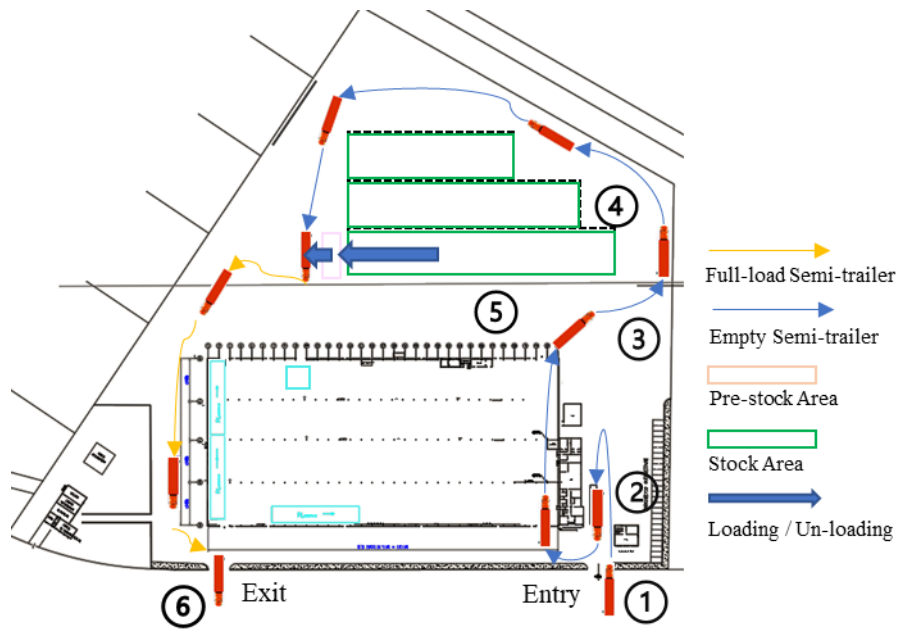 ④
Full-load Semi-trailer
⑤
③
Empty Semi-trailer
Pre-stock Area
Stock Area
②
Loading / Un-loading
Exit
Entry
⑥
①